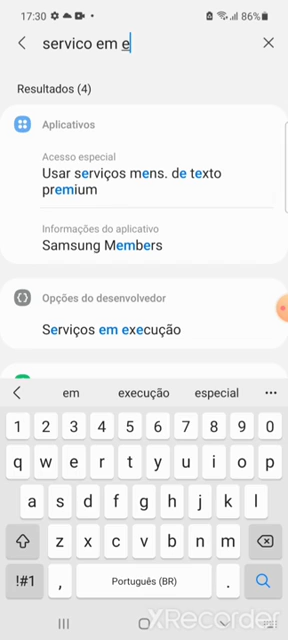 17:30
86%
servico em e
Resultados (4)
Aplicativos
Acesso especial
Usar serviços mens. de texto
premium
Informações do aplicativo
Samsung Members
Opções do desenvolvedor
Serviços em execução
em execução especial
1 2 3 4 5 6 7 8 9 0
q w e r t y u i o p
a s d f g h j k l
z x c v b n m
!#1 , Português (BR) .
XRecorder